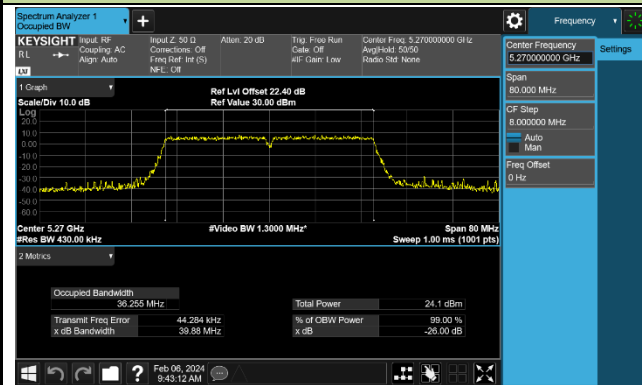 Spectrum Analyzer 1
Occupied BW
+
Frequency
KEYSIGHT
RL
Input: RF
Coupling: AC
Align: Auto
Input Z: 50 Ω
Corrections: Off
Freq Ref: Int (S)
NFE: Off
Atten: 20 dB
Trig: Free Run
Gate: Off
#IF Gain: Low
Center Freq: 5.270000000 GHz
Avg|Hold: 50/50
Radio Std: None
LXI
Center Frequency
5.270000000 GHz
Settings
Span
80.000 MHz
CF Step
8.000000 MHz
Auto
Man
Freq Offset
0 Hz
1 Graph
Scale/Div 10.0 dB
Ref Lvl Offset 22.40 dB
Ref Value 30.00 dBm
Log
20.0
10.0
0.00
-10.0
-20.0
-30.0
-40.0
-50.0
-60.0
Center 5.27 GHz
#Res BW 430.00 kHz
#Video BW 1.3000 MHz*
Span 80 MHz
Sweep 1.00 ms (1001 pts)
2 Metrics
Occupied Bandwidth
36.255 MHz
Total Power 24.1 dBm
Transmit Freq Error 44.284 kHz
% of OBW Power 99.00 %
x dB Bandwidth 39.88 MHz
x dB -26.00 dB
?
Feb 06, 2024
9:43:12 AM